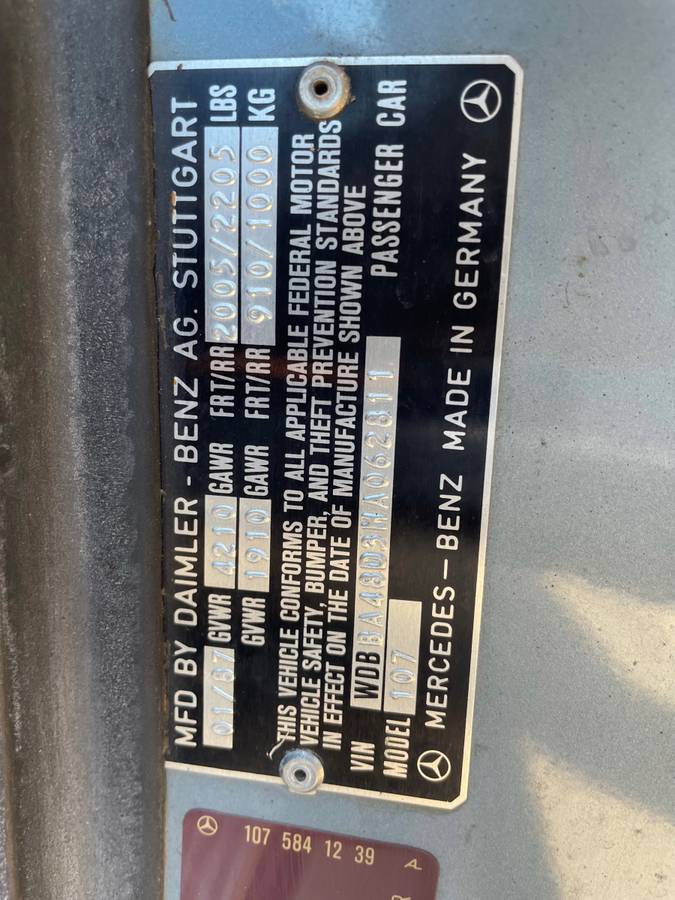 MFD BY DAIMLER - BENZ AG. STUTTGART
01/87 GVWR 4210 GAWR FRT/RR 2005/2205 LBS
GVWR 1910 GAWR FRT/RR 910/1000 KG
THIS VEHICLE CONFORMS TO ALL APPLICABLE FEDERAL MOTOR
VEHICLE SAFETY, BUMPER, AND THEFT PREVENTION STANDARDS
IN EFFECT ON THE DATE OF MANUFACTURE SHOWN ABOVE
VIN WDB BA48D3HA062811
MODEL 107 PASSENGER CAR
MERCEDES-BENZ MADE IN GERMANY
107 584 12 39 A